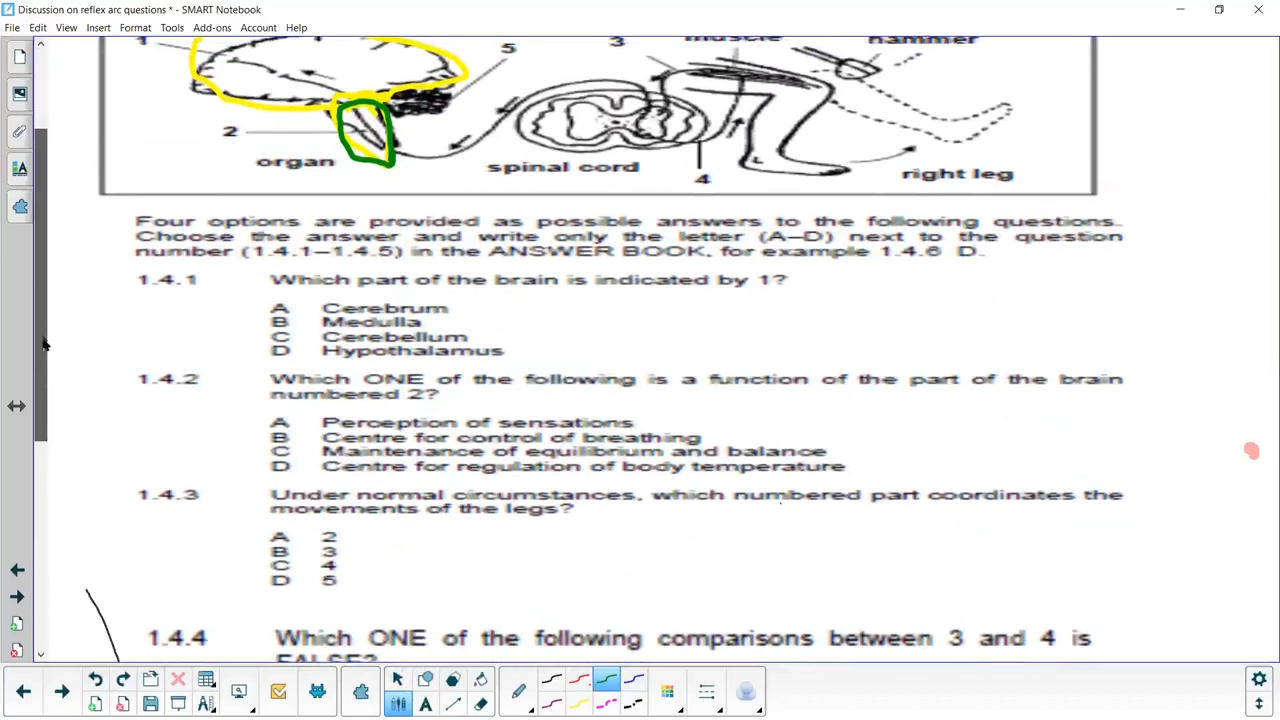 Discussion on reflex arc questions * - SMART Notebook
File Edit View Insert Format Tools Add-ons Account Help
1
5
3
muscle
hammer
2
organ
spinal cord
4
right leg
Four options are provided as possible answers to the following questions.
Choose the answer and write only the letter (A–D) next to the question
number (1.4.1–1.4.5) in the ANSWER BOOK, for example 1.4.6 D.
1.4.1 Which part of the brain is indicated by 1?
A Cerebrum
B Medulla
C Cerebellum
D Hypothalamus
1.4.2 Which ONE of the following is a function of the part of the brain
numbered 2?
A Perception of sensations
B Centre for control of breathing
C Maintenance of equilibrium and balance
D Centre for regulation of body temperature
1.4.3 Under normal circumstances, which numbered part coordinates the
movements of the legs?
A 2
B 3
C 4
D 5
1.4.4 Which ONE of the following comparisons between 3 and 4 is
FALSE?